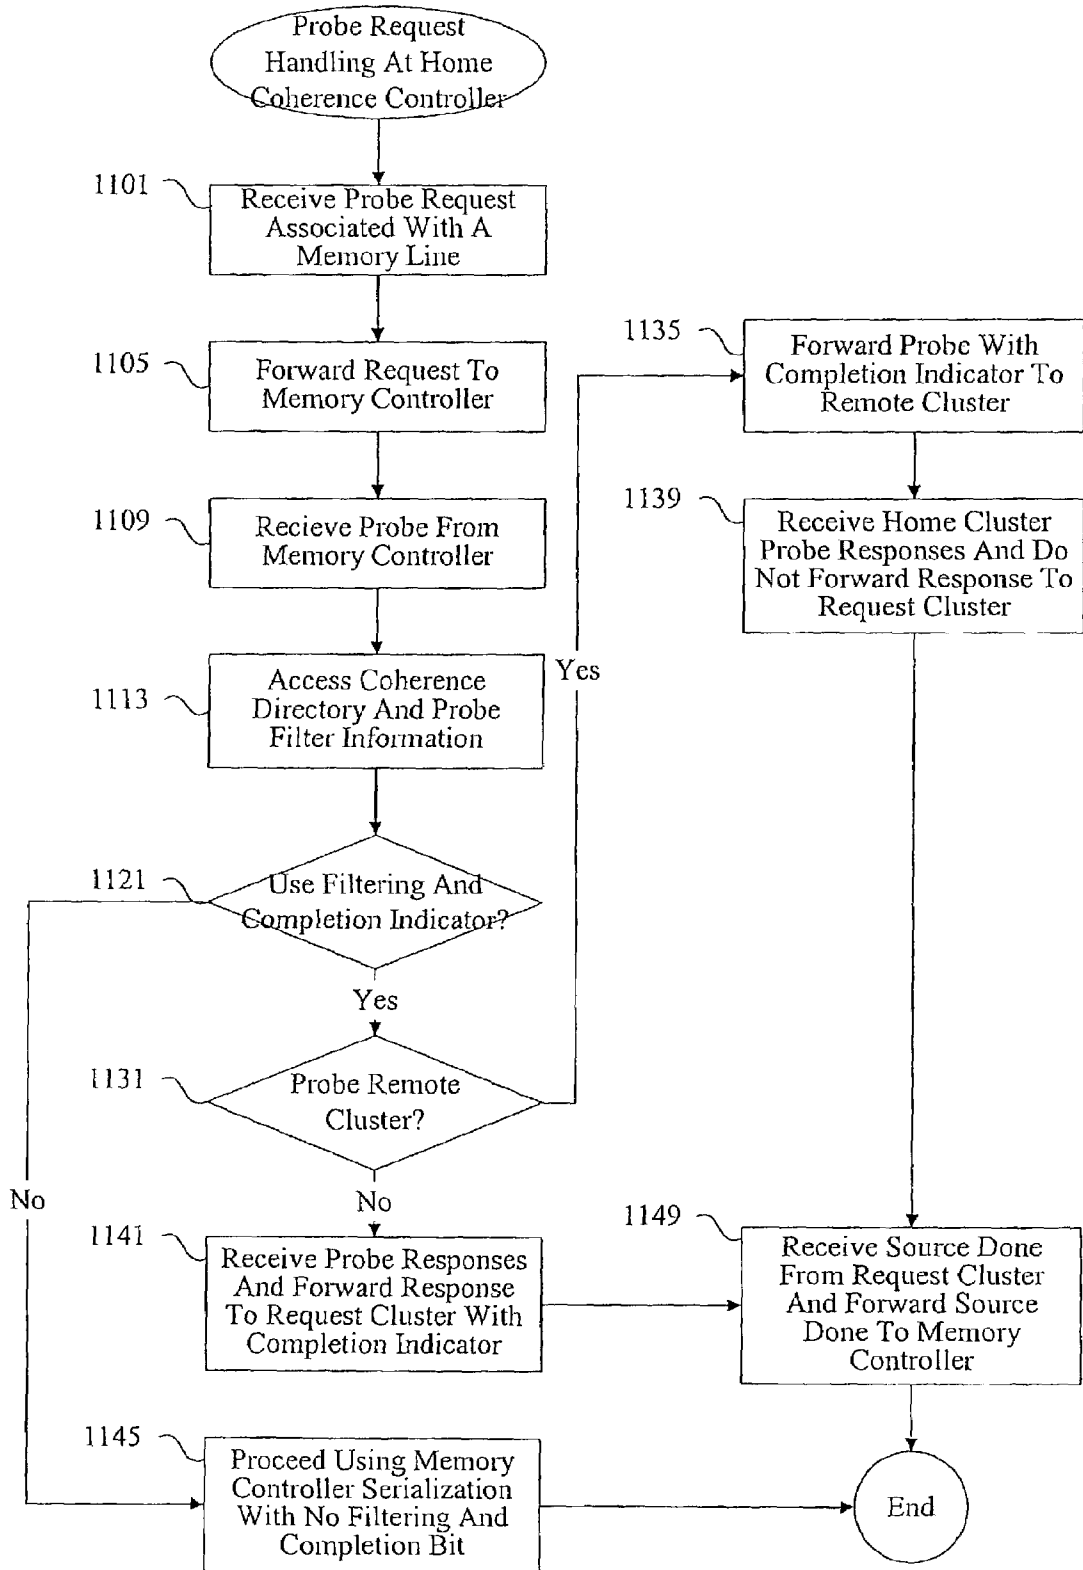 Probe Request
Handling At Home
Coherence Controller
1101
Receive Probe Request
Associated With A
Memory Line
1105
Forward Request To
Memory Controller
1109
Recieve Probe From
Memory Controller
1113
Access Coherence
Directory And Probe
Filter Information
1121
Use Filtering And
Completion Indicator?
Yes
1131
Probe Remote
Cluster?
No
Yes
No
1135
Forward Probe With
Completion Indicator To
Remote Cluster
1139
Receive Home Cluster
Probe Responses And Do
Not Forward Response To
Request Cluster
1141
Receive Probe Responses
And Forward Response
To Request Cluster With
Completion Indicator
1149
Receive Source Done
From Request Cluster
And Forward Source
Done To Memory
Controller
1145
Proceed Using Memory
Controller Serialization
With No Filtering And
Completion Bit
End